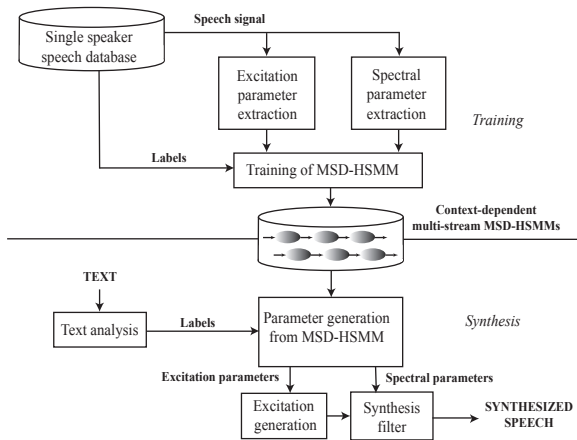 Single speaker
speech database
Speech signal
Excitation
parameter
extraction
Spectral
parameter
extraction
Training
Labels
Training of MSD-HSMM
Context-dependent
multi-stream MSD-HSMMs
TEXT
Text analysis
Labels
Parameter generation
from MSD-HSMM
Synthesis
Excitation parameters
Spectral parameters
Excitation
generation
Synthesis
filter
SYNTHESIZED
SPEECH